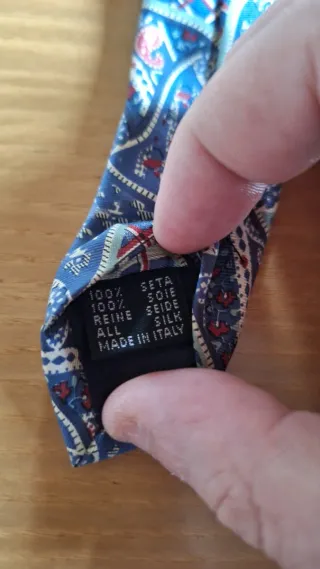 100% SETA
100% SOIE
REINE SEIDE
ALL SILK
MADE IN ITALY